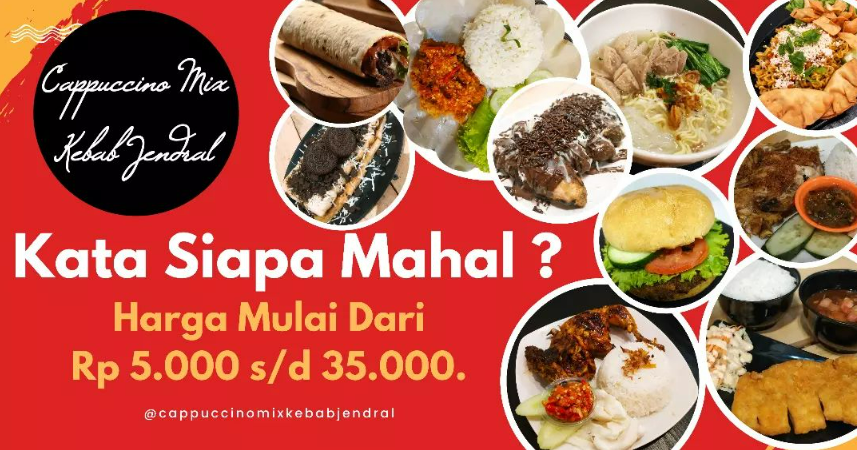 Cappuccino Mix
Kebab Jendral
Kata Siapa Mahal ?
Harga Mulai Dari
Rp 5.000 s/d 35.000.
@cappuccinomixkebabjendral